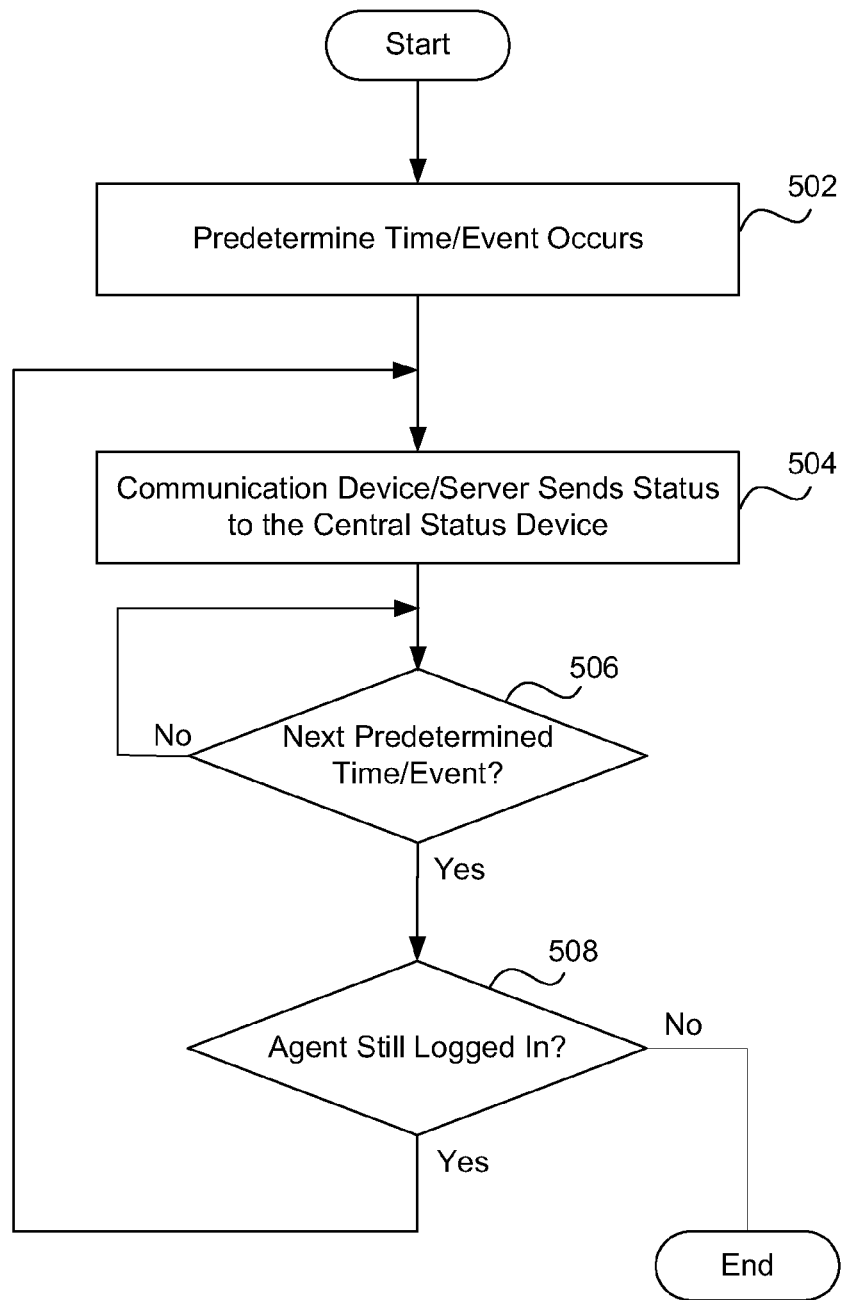 Start
502
Predetermine Time/Event Occurs
504
Communication Device/Server Sends Status
to the Central Status Device
506
No
Next Predetermined
Time/Event?
Yes
508
No
Agent Still Logged In?
Yes
End